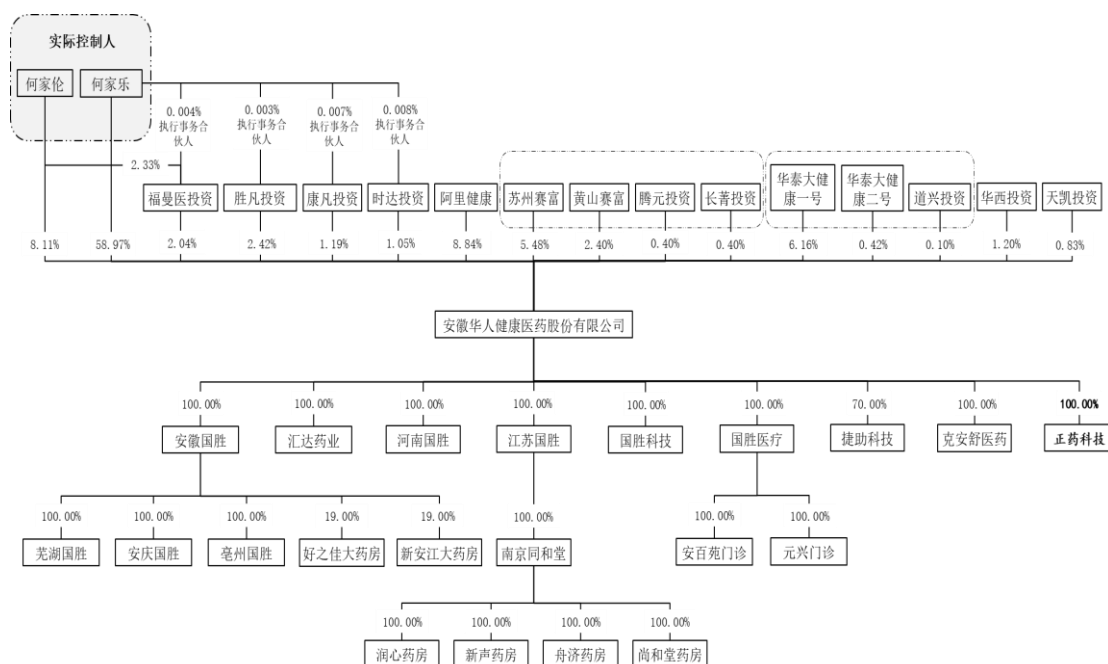 实际控制人
何家伦
何家乐
0.004%
执行事务合
伙人
0.003%
执行事务合
伙人
0.007%
执行事务合
伙人
0.008%
执行事务合
伙人
2.33%
福曼医投资
胜凡投资
康凡投资
时达投资
阿里健康
苏州赛富
黄山赛富
腾元投资
长菁投资
华泰大健
康一号
华泰大健
康二号
道兴投资
华西投资
天凯投资
8.11%
58.97%
2.04%
2.42%
1.19%
1.05%
8.84%
5.48%
2.40%
0.40%
0.40%
6.16%
0.42%
0.10%
1.20%
0.83%
安徽华人健康医药股份有限公司
100.00%
100.00%
100.00%
100.00%
100.00%
100.00%
70.00%
100.00%
100.00%
安徽国胜
汇达药业
河南国胜
江苏国胜
国胜科技
国胜医疗
捷助科技
克安舒医药
正药科技
100.00%
100.00%
100.00%
19.00%
19.00%
100.00%
100.00%
100.00%
芜湖国胜
安庆国胜
亳州国胜
好之佳大药房
新安江大药房
南京同和堂
安百苑门诊
元兴门诊
100.00%
100.00%
100.00%
100.00%
润心药房
新声药房
舟济药房
尚和堂药房